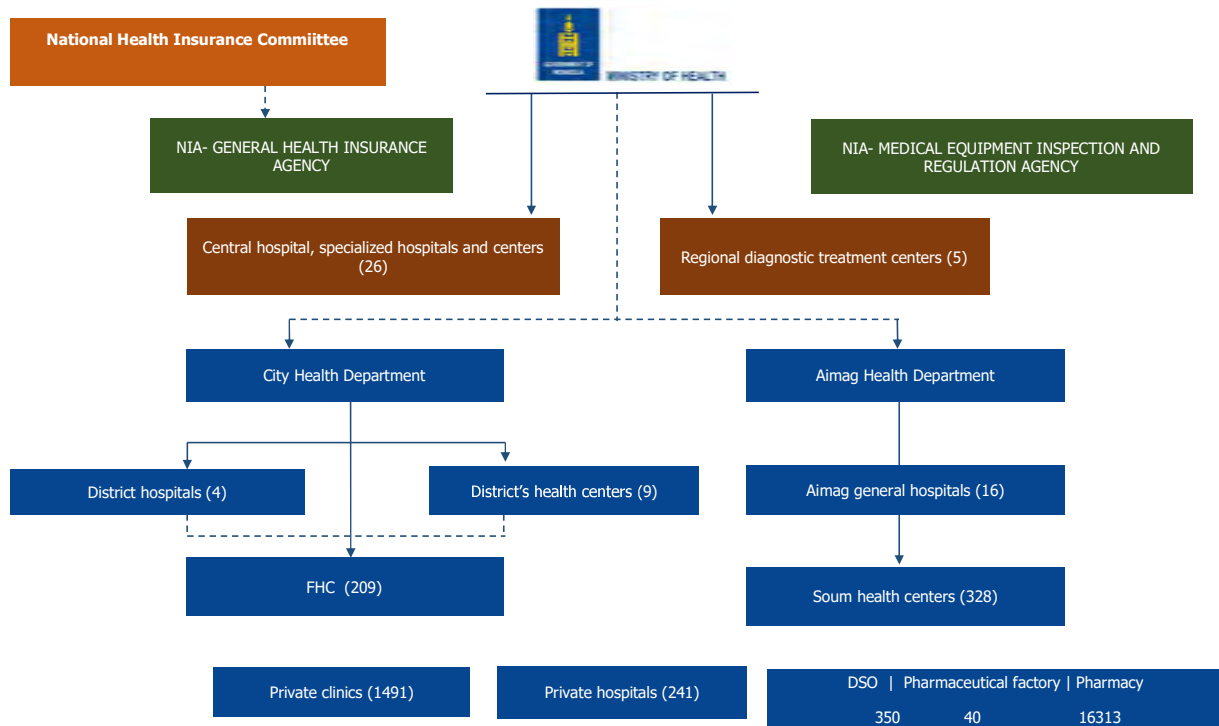 National Health Insurance Commiittee
GOVERNMENT OF
MONGOLIA
MINISTRY OF HEALTH
NIA- GENERAL HEALTH INSURANCE
AGENCY
NIA- MEDICAL EQUIPMENT INSPECTION AND
REGULATION AGENCY
Central hospital, specialized hospitals and centers
(26)
Regional diagnostic treatment centers (5)
City Health Department
Aimag Health Department
District hospitals (4)
District’s health centers (9)
Aimag general hospitals (16)
FHC (209)
Soum health centers (328)
Private clinics (1491)
Private hospitals (241)
DSO | Pharmaceutical factory | Pharmacy
350 40 16313